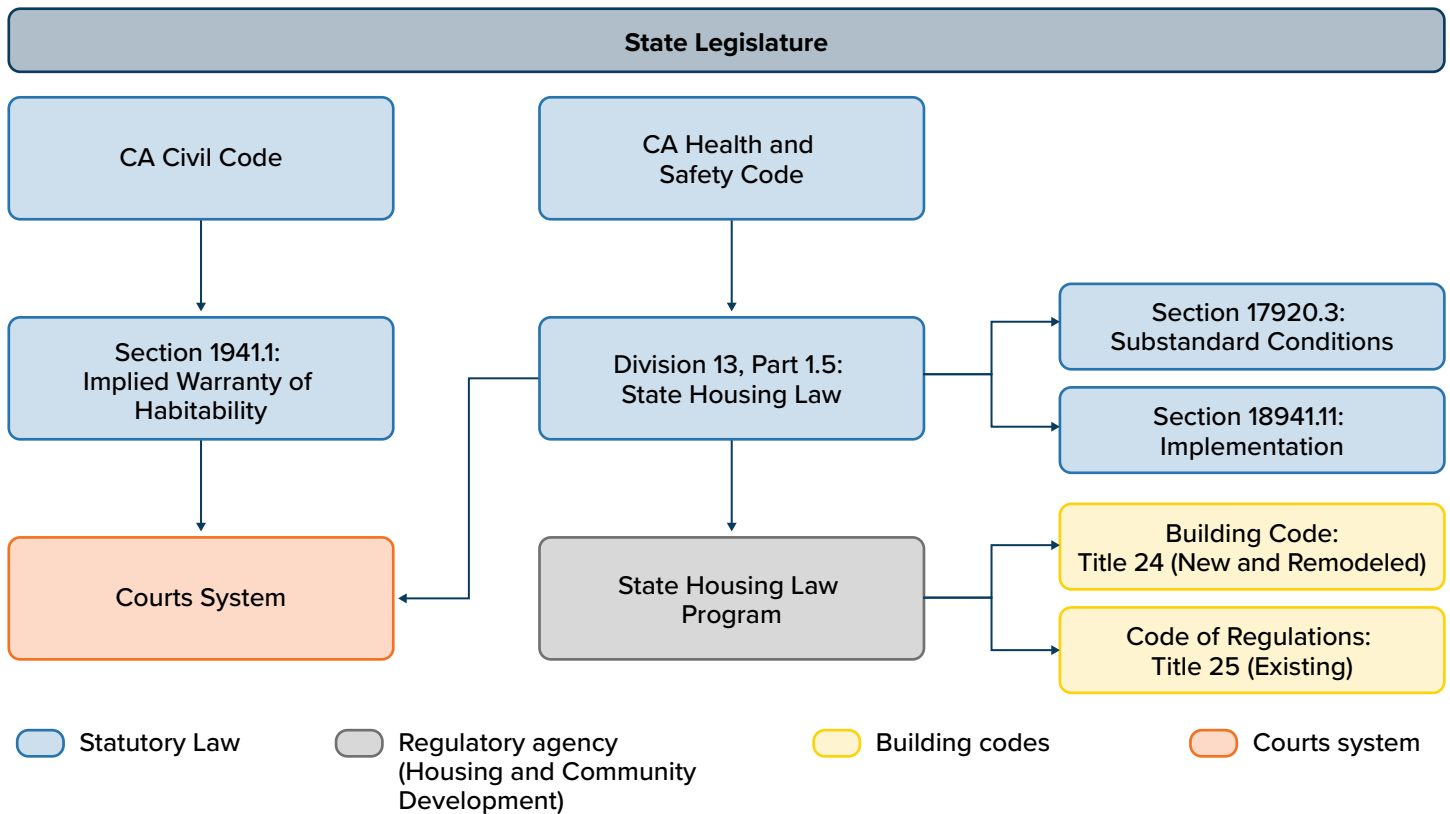 State Legislature
CA Civil Code
CA Health and
Safety Code
Section 1941.1:
Implied Warranty of
Habitability
Division 13, Part 1.5:
State Housing Law
Section 17920.3:
Substandard Conditions
Section 18941.11:
Implementation
Courts System
State Housing Law
Program
Building Code:
Title 24 (New and Remodeled)
Code of Regulations:
Title 25 (Existing)
Statutory Law
Regulatory agency
(Housing and Community
Development)
Building codes
Courts system